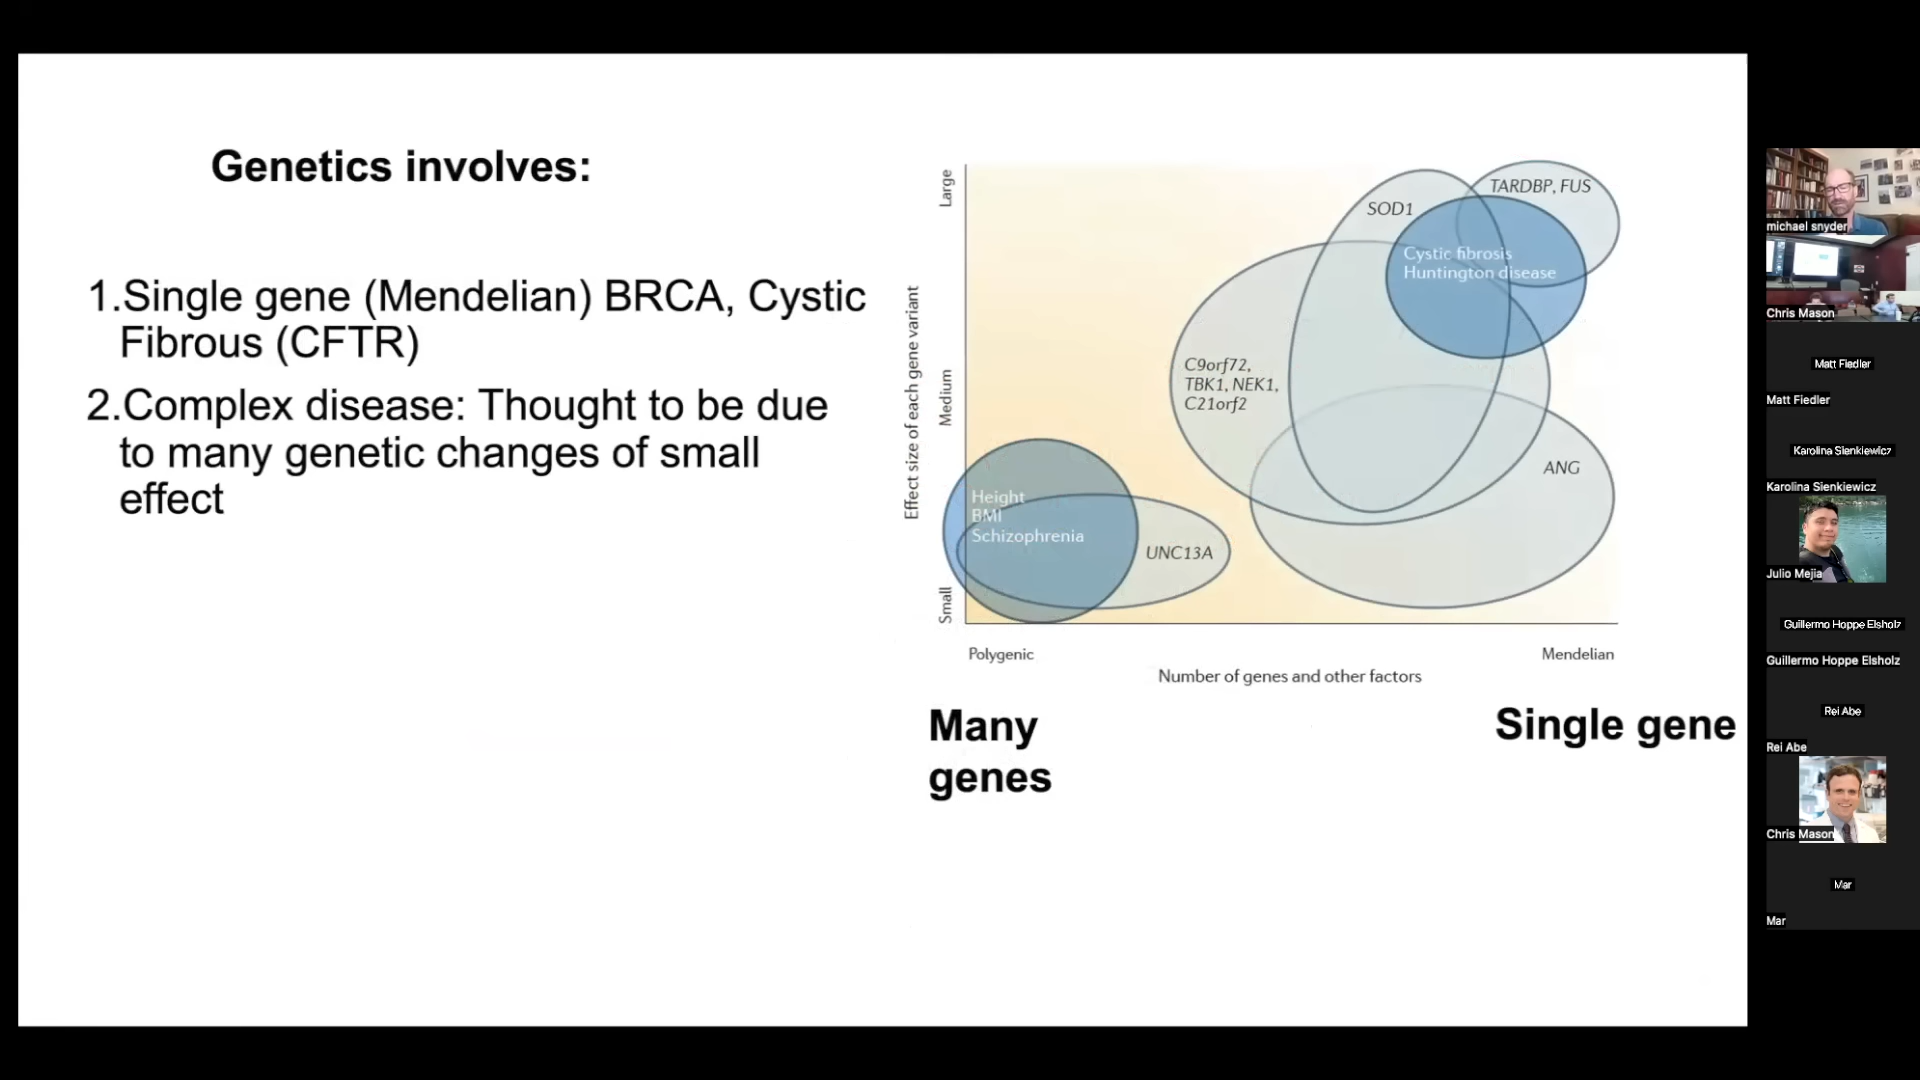 Genetics involves:
1.Single gene (Mendelian) BRCA, Cystic
Fibrous (CFTR)
2.Complex disease: Thought to be due
to many genetic changes of small
effect
Large
Medium
Small
Effect size of each gene variant
TARDBP, FUS
SOD1
Cystic fibrosis
Huntington disease
C9orf72,
TBK1, NEK1,
C21orf2
ANG
Height
BMI
Schizophrenia
UNC13A
Polygenic
Mendelian
Number of genes and other factors
Many
genes
Single gene
michael snyder
Chris Mason
Matt Fiedler
Matt Fiedler
Karolina Sienkiewicz
Karolina Sienkiewicz
Julio Mejia
Guillermo Hoppe Elsholz
Guillermo Hoppe Elsholz
Rei Abe
Rei Abe
Chris Mason
Mar
Mar